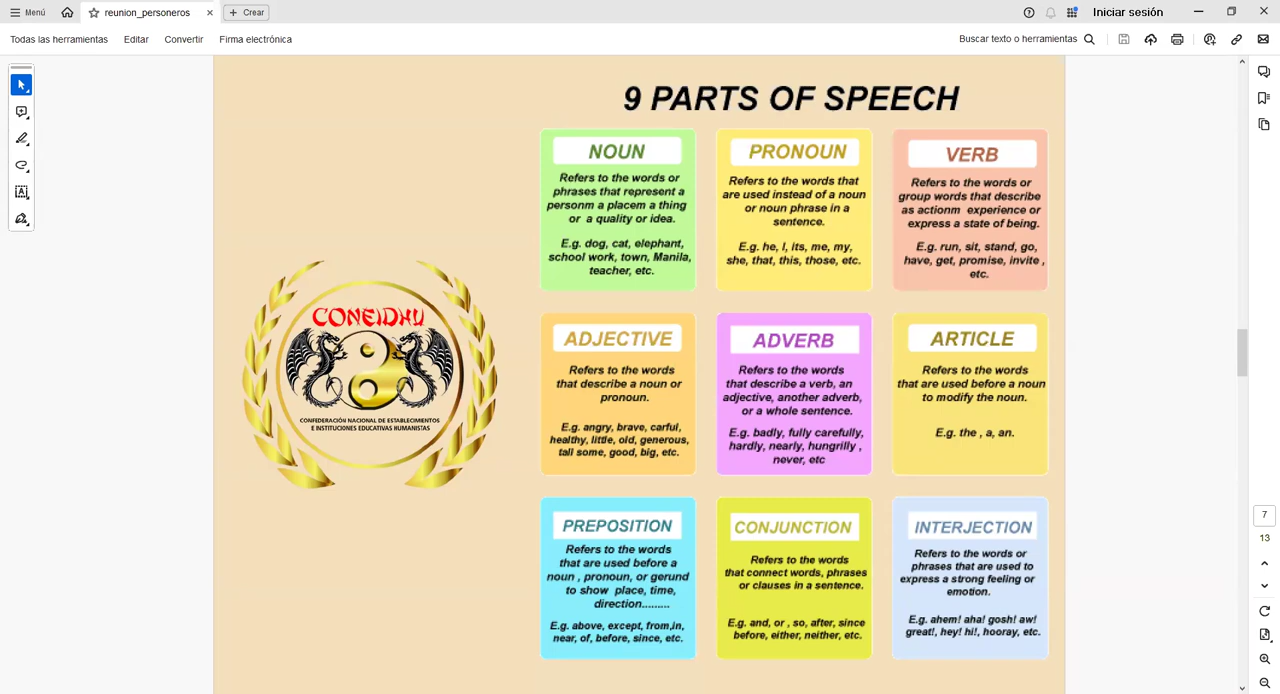 Menú
reunion_personeros
Crear
Iniciar sesión
Todas las herramientas
Editar
Convertir
Firma electrónica
Buscar texto o herramientas
9 PARTS OF SPEECH
NOUN
Refers to the words or
phrases that represent a
personm a placem a thing
or a quality or idea.
E.g. dog, cat, elephant,
school work, town, Manila,
teacher, etc.
PRONOUN
Refers to the words that
are used instead of a noun
or noun phrase in a
sentence.
E.g. he, I, its, me, my,
she, that, this, those, etc.
VERB
Refers to the words or
group words that describe
as actionm experience or
express a state of being.
E.g. run, sit, stand, go,
have, get, promise, invite ,
etc.
CONEIDHU
CONFEDERACIÓN NACIONAL DE ESTABLECIMENTOS
E INSTITUCIONES EDUCATIVAS HUMANISTAS
ADJECTIVE
Refers to the words
that describe a noun or
pronoun.
E.g. angry, brave, carful,
healthy, little, old, generous,
tall some, good, big, etc.
ADVERB
Refers to the words
that describe a verb, an
adjective, another adverb,
or a whole sentence.
E.g. badly, fully carefully,
hardly, nearly, hungrilly ,
never, etc
ARTICLE
Refers to the words
that are used before a noun
to modify the noun.
E.g. the , a, an.
PREPOSITION
Refers to the words
that are used before a
noun , pronoun, or gerund
to show place, time,
direction.........
E.g. above, except, from,in,
near, of, before, since, etc.
CONJUNCTION
Refers to the words
that connect words, phrases
or clauses in a sentence.
E.g. and, or , so, after, since
before, either, neither, etc.
INTERJECTION
Refers to the words or
phrases that are used to
express a strong feeling or
emotion.
E.g. ahem! aha! gosh! aw!
great!, hey! hi!, hooray, etc.
7
13